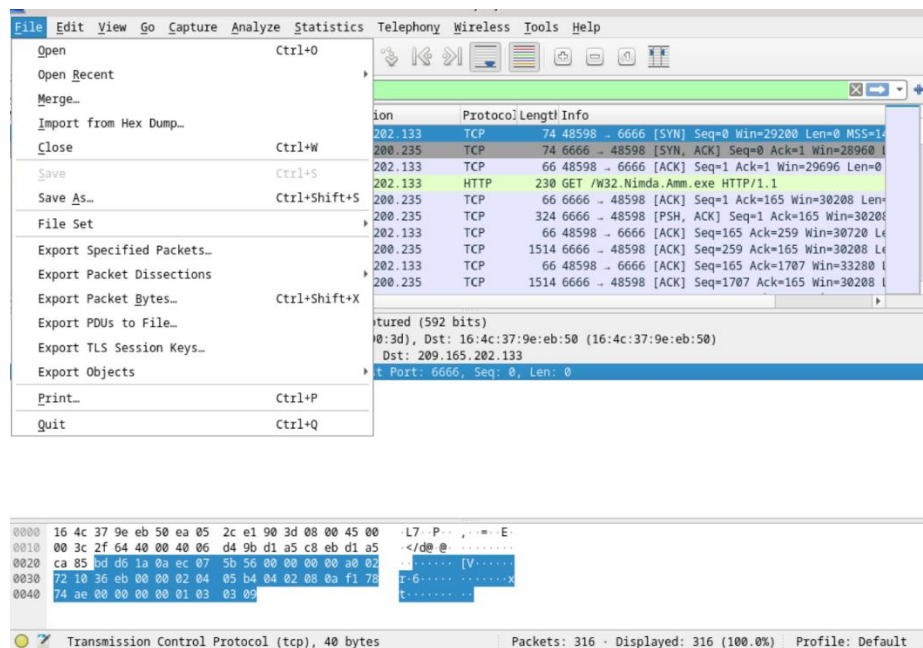 File Edit View Go Capture Analyze Statistics Telephony Wireless Tools Help
Open Ctrl+O
Open Recent
Merge…
Import from Hex Dump…
Close Ctrl+W
Save Ctrl+S
Save As… Ctrl+Shift+S
File Set
Export Specified Packets…
Export Packet Dissections
Export Packet Bytes… Ctrl+Shift+X
Export PDUs to File…
Export TLS Session Keys…
Export Objects
Print… Ctrl+P
Quit Ctrl+Q
ion Protocol Length Info
202.133 TCP 74 48598 → 6666 [SYN] Seq=0 Win=29200 Len=0 MSS=14
200.235 TCP 74 6666 → 48598 [SYN, ACK] Seq=0 Ack=1 Win=28960 L
202.133 TCP 66 48598 → 6666 [ACK] Seq=1 Ack=1 Win=29696 Len=0
202.133 HTTP 230 GET /W32.Nimda.Amm.exe HTTP/1.1
200.235 TCP 66 6666 → 48598 [ACK] Seq=1 Ack=165 Win=30208 Len=
200.235 TCP 324 6666 → 48598 [PSH, ACK] Seq=1 Ack=165 Win=30208
202.133 TCP 66 48598 → 6666 [ACK] Seq=165 Ack=259 Win=30720 Le
200.235 TCP 1514 6666 → 48598 [ACK] Seq=259 Ack=165 Win=30208 Le
202.133 TCP 66 48598 → 6666 [ACK] Seq=165 Ack=1707 Win=33280 L
200.235 TCP 1514 6666 → 48598 [ACK] Seq=1707 Ack=165 Win=30208 L
tured (592 bits)
90:3d), Dst: 16:4c:37:9e:eb:50 (16:4c:37:9e:eb:50)
Dst: 209.165.202.133
t Port: 6666, Seq: 0, Len: 0
0000 16 4c 37 9e eb 50 ea 05 2c e1 90 3d 08 00 45 00 ·L7··P·· ,··=··E·
0010 00 3c 2f 64 40 00 40 06 d4 9b d1 a5 c8 eb d1 a5 ·</d@·@· ········
0020 ca 85 bd d6 1a 0a ec 07 5b 56 00 00 00 00 a0 02 ········ [V······
0030 72 10 36 eb 00 00 02 04 05 b4 04 02 08 0a f1 78 r·6····· ·······x
0040 74 ae 00 00 00 00 01 03 03 09 t······· ··
Transmission Control Protocol (tcp), 40 bytes Packets: 316 · Displayed: 316 (100.0%) Profile: Default